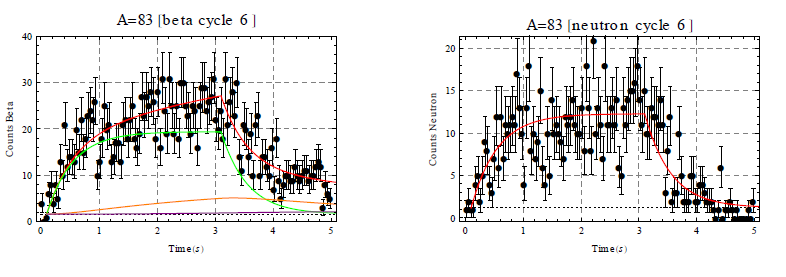 A=83 [beta cycle 6]
40
30
20
10
0
Counts Beta
0 1 2 3 4 5
Time(s)
A=83 [neutron cycle 6]
20
15
10
5
0
Counts Neutron
0 1 2 3 4 5
Time(s)